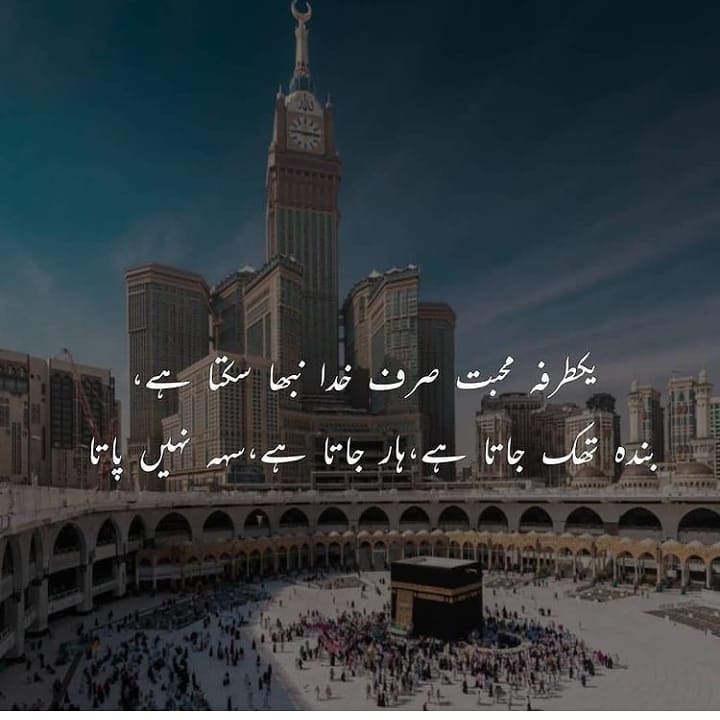 یکطرفہ محبت صرف خدا نبھا سکتا ہے،
بندہ تھک جاتا ہے،ہار جاتا ہے،سہہ نہیں پاتا